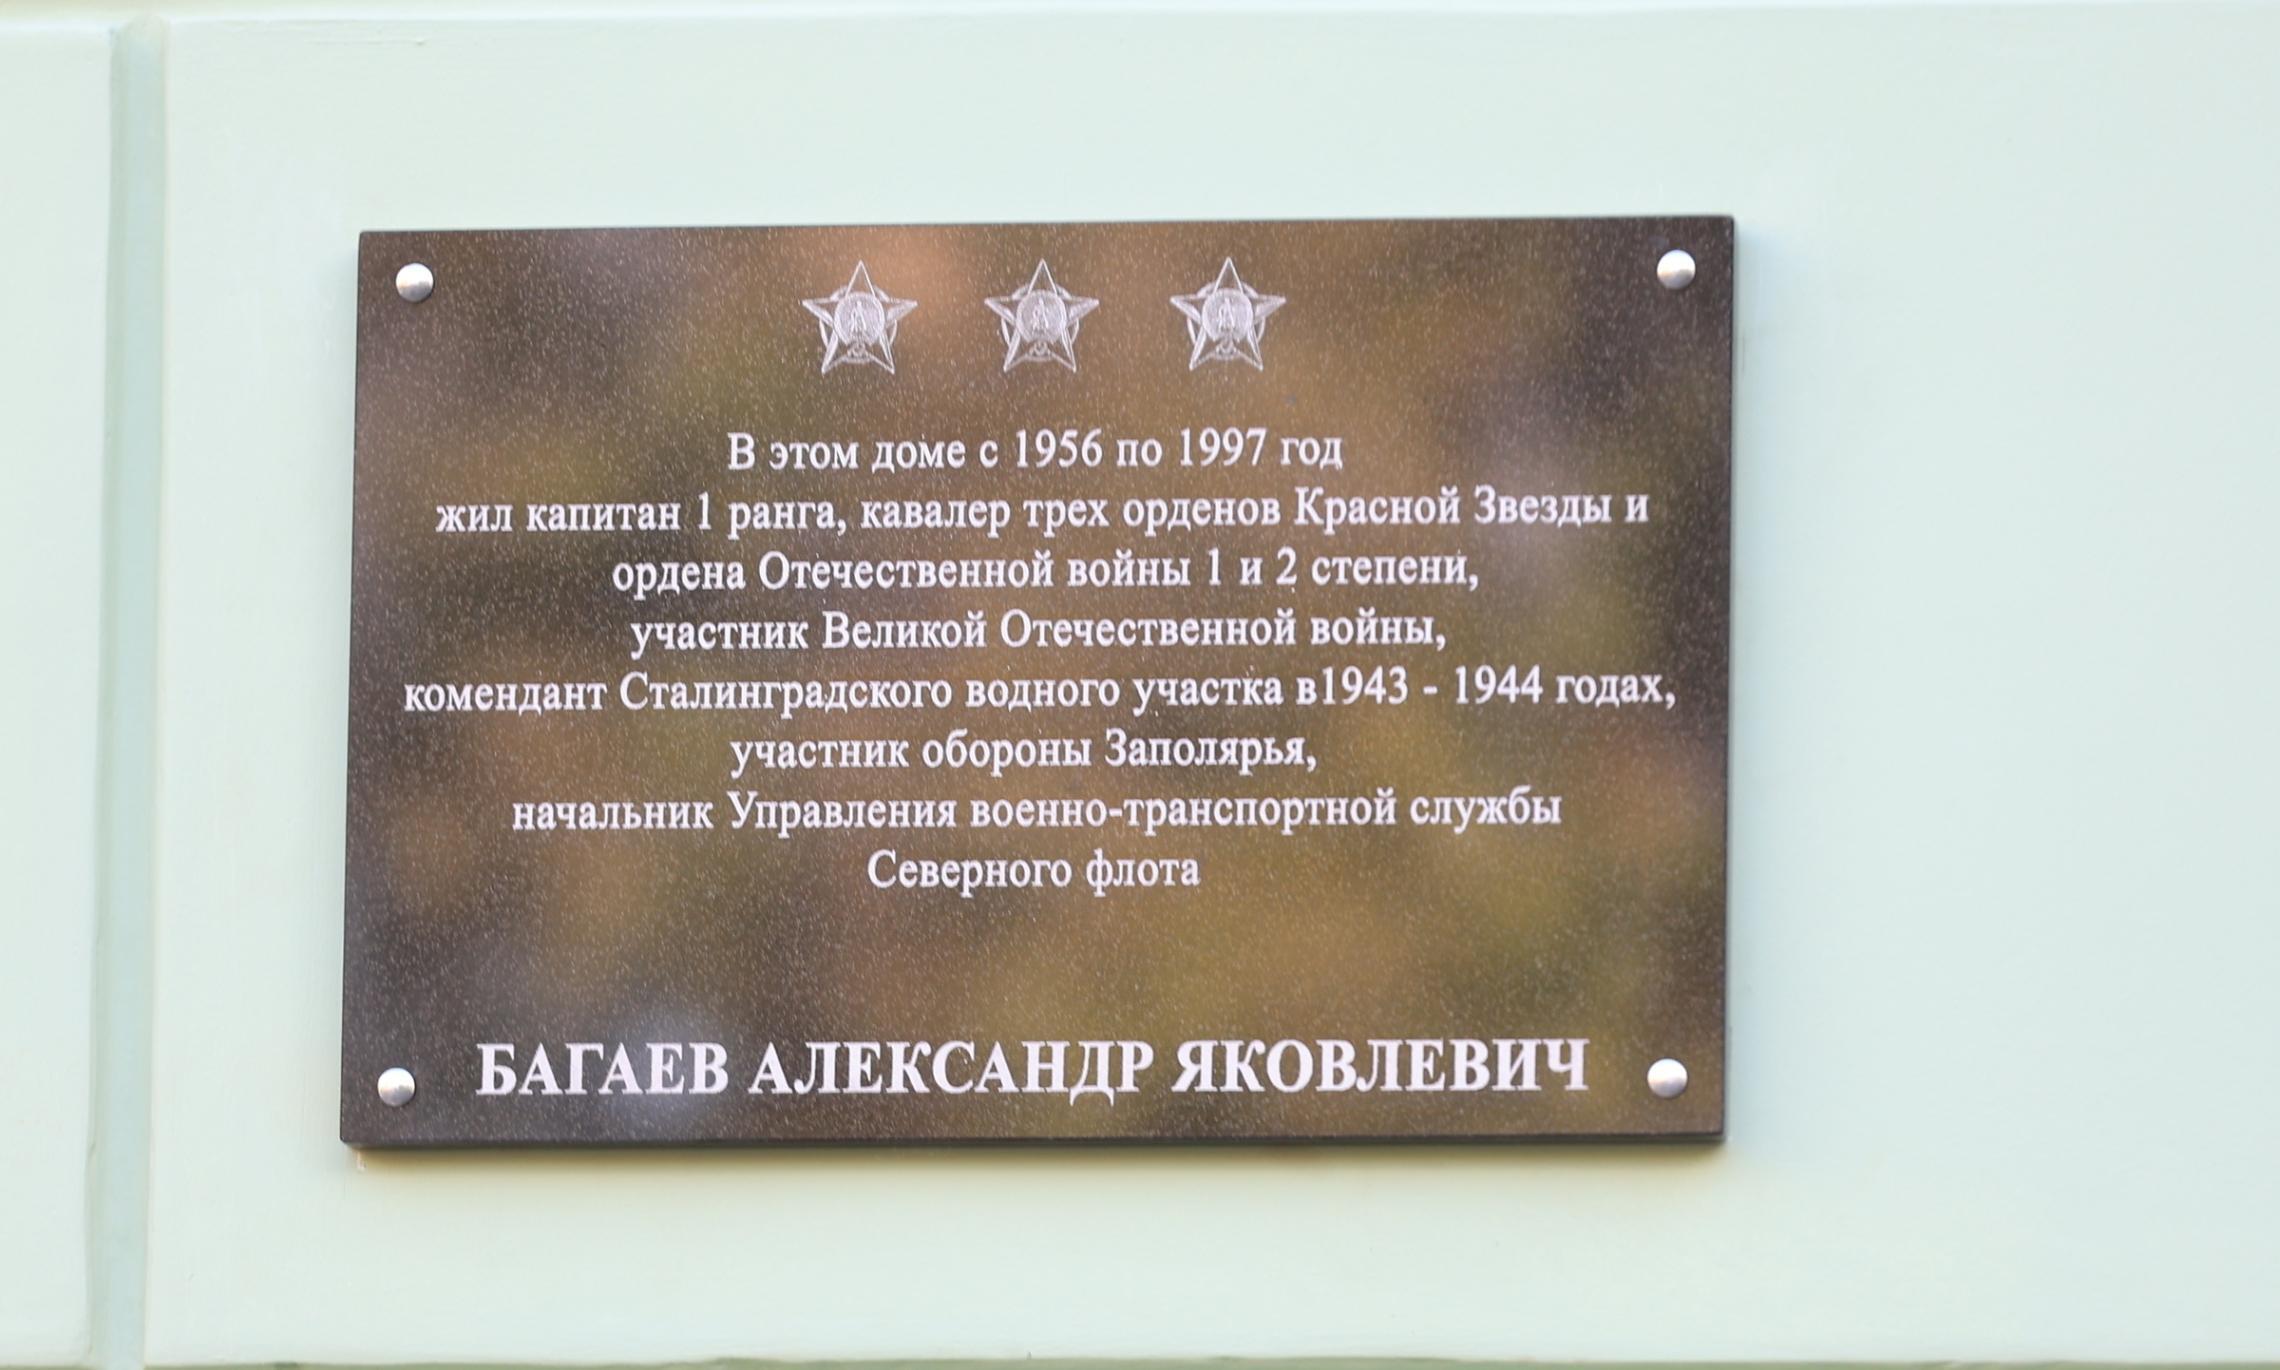 В этом доме с 1956 по 1997 год
жил капитан 1 ранга, кавалер трех орденов Красной Звезды и
ордена Отечественной войны 1 и 2 степени,
участник Великой Отечественной войны,
комендант Сталинградского водного участка в1943 - 1944 годах,
участник обороны Заполярья,
начальник Управления военно-транспортной службы
Северного флота
БАГАЕВ АЛЕКСАНДР ЯКОВЛЕВИЧ